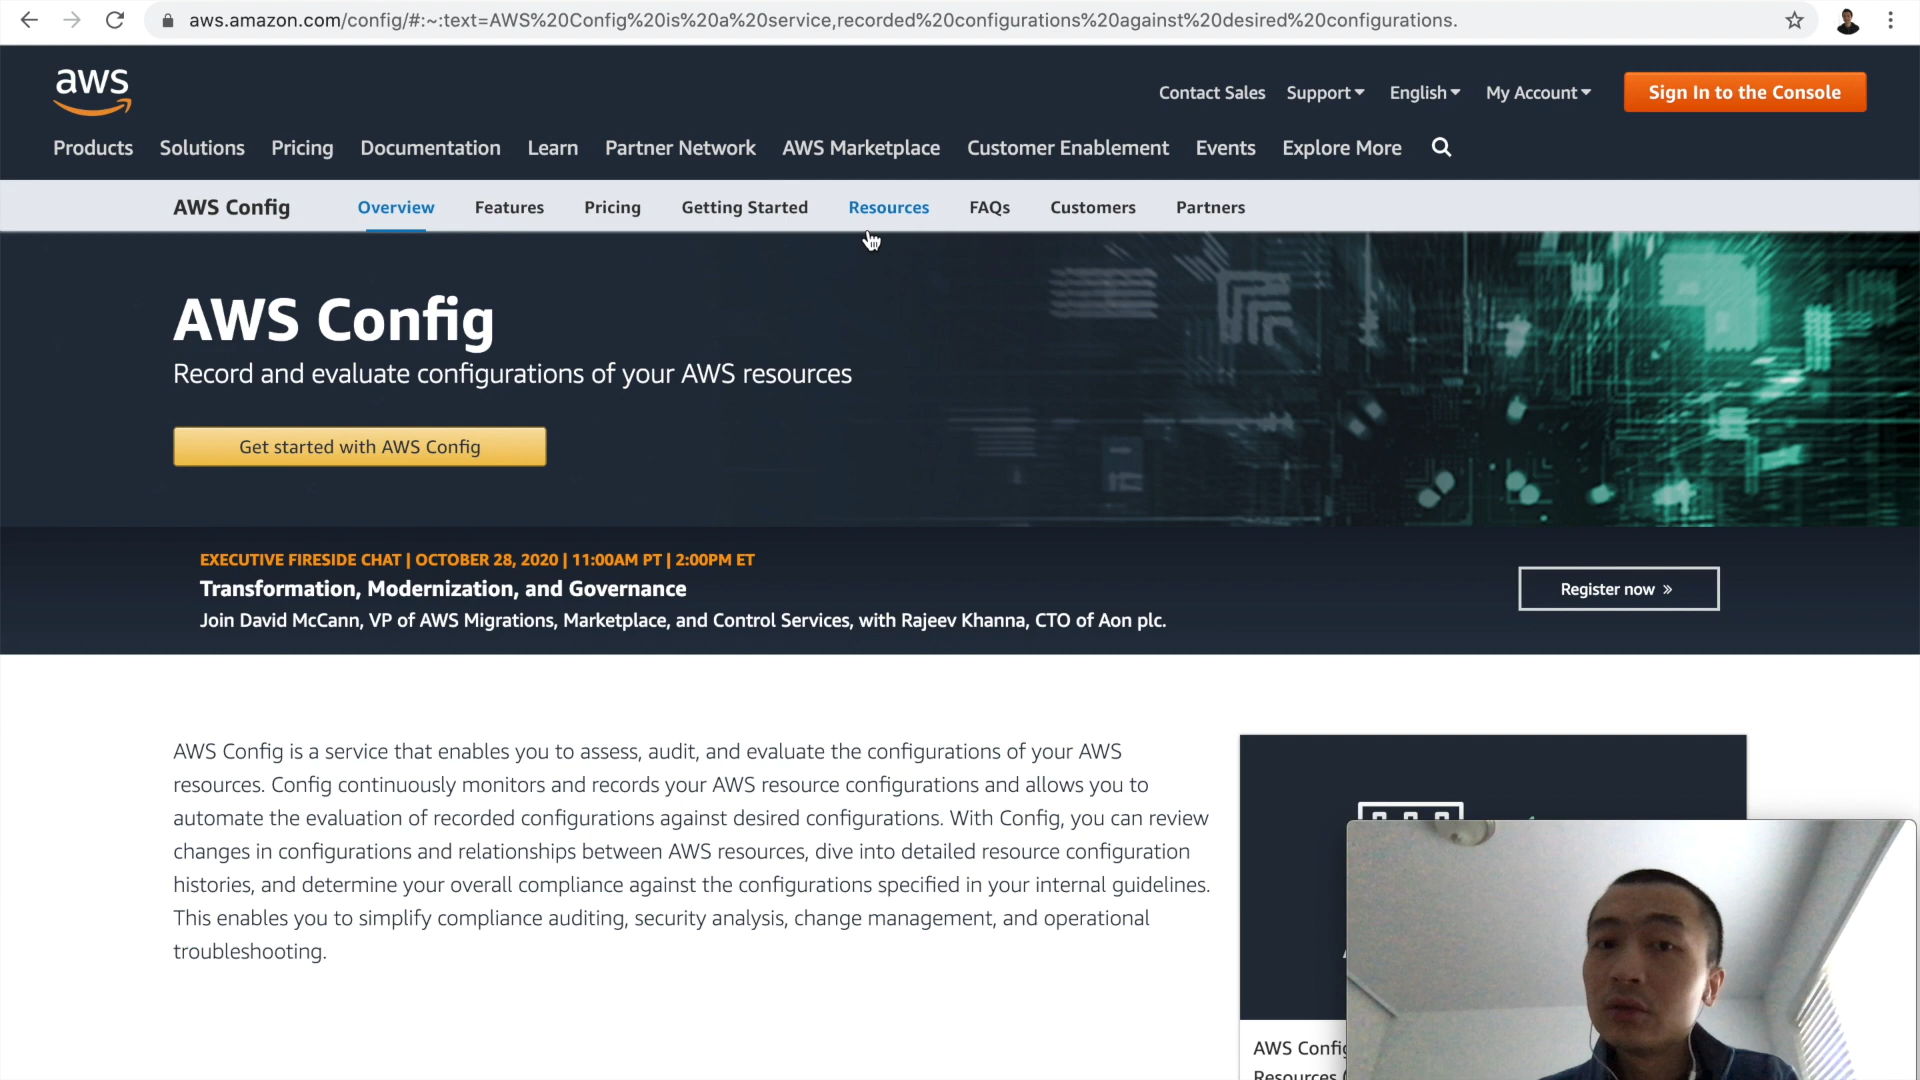 aws.amazon.com/config/#:~:text=AWS%20Config%20is%20a%20service,recorded%20configurations%20against%20desired%20configurations.
aws
Contact Sales Support English My Account Sign In to the Console
Products Solutions Pricing Documentation Learn Partner Network AWS Marketplace Customer Enablement Events Explore More
AWS Config Overview Features Pricing Getting Started Resources FAQs Customers Partners
AWS Config
Record and evaluate configurations of your AWS resources
Get started with AWS Config
EXECUTIVE FIRESIDE CHAT | OCTOBER 28, 2020 | 11:00AM PT | 2:00PM ET
Transformation, Modernization, and Governance
Join David McCann, VP of AWS Migrations, Marketplace, and Control Services, with Rajeev Khanna, CTO of Aon plc.
Register now »
AWS Config is a service that enables you to assess, audit, and evaluate the configurations of your AWS
resources. Config continuously monitors and records your AWS resource configurations and allows you to
automate the evaluation of recorded configurations against desired configurations. With Config, you can review
changes in configurations and relationships between AWS resources, dive into detailed resource configuration
histories, and determine your overall compliance against the configurations specified in your internal guidelines.
This enables you to simplify compliance auditing, security analysis, change management, and operational
troubleshooting.
AWS Config
Resources